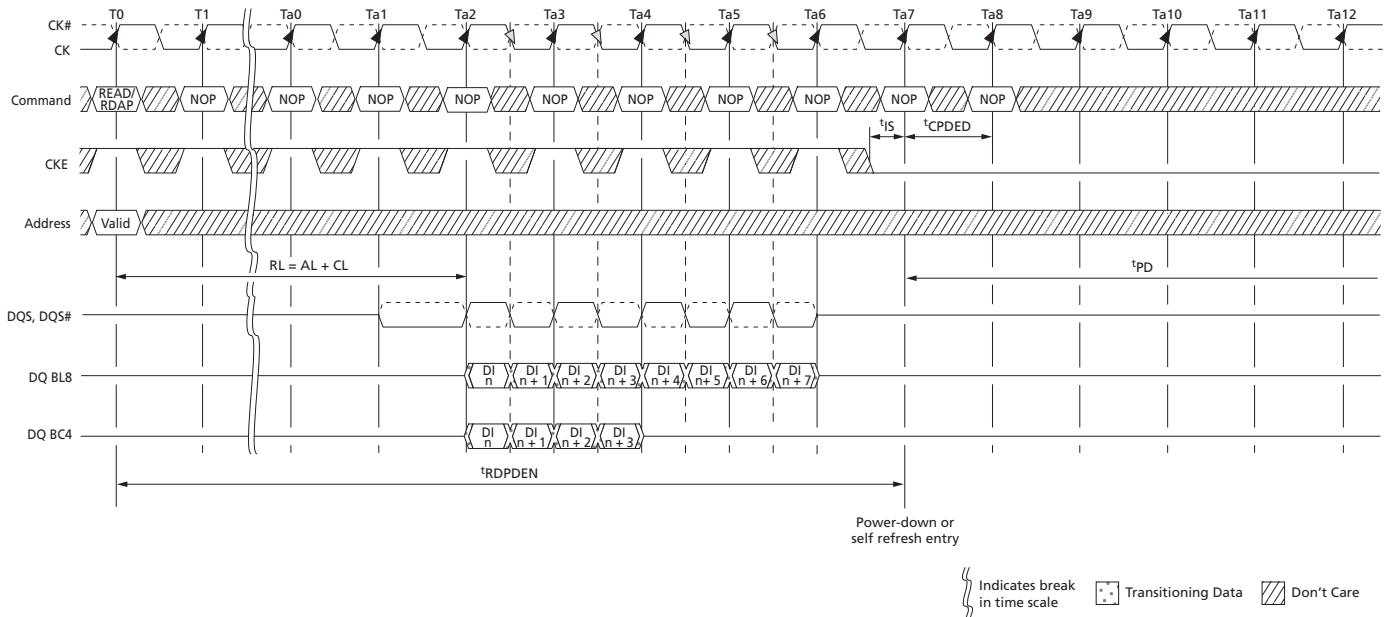 T0 T1 Ta0 Ta1 Ta2 Ta3 Ta4 Ta5 Ta6 Ta7 Ta8 Ta9 Ta10 Ta11 Ta12
CK#
CK
Command READ/ RDAP NOP NOP NOP NOP NOP NOP NOP NOP NOP NOP
tIS tCPDED
CKE
Address Valid
RL = AL + CL tPD
DQS, DQS#
DQ BL8 DI n DI n + 1 DI n + 2 DI n + 3 DI n + 4 DI n + 5 DI n + 6 DI n + 7
DQ BC4 DI n DI n + 1 DI n + 2 DI n + 3
tRDPDEN
Power-down or
self refresh entry
Indicates break
in time scale
Transitioning Data
Don't Care